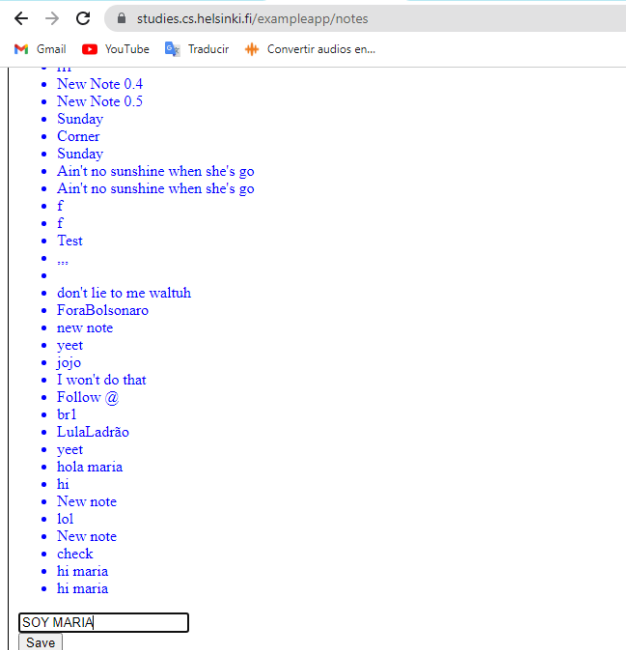 studies.cs.helsinki.fi/exampleapp/notes
Gmail YouTube Traducir Convertir audios en...
New Note 0.4
New Note 0.5
Sunday
Corner
Sunday
Ain't no sunshine when she's go
Ain't no sunshine when she's go
f
f
Test
,,,
don't lie to me waltuh
ForaBolsonaro
new note
yeet
jojo
I won't do that
Follow @
br1
LulaLadrão
yeet
hola maria
hi
New note
lol
New note
check
hi maria
hi maria
SOY MARIA
Save